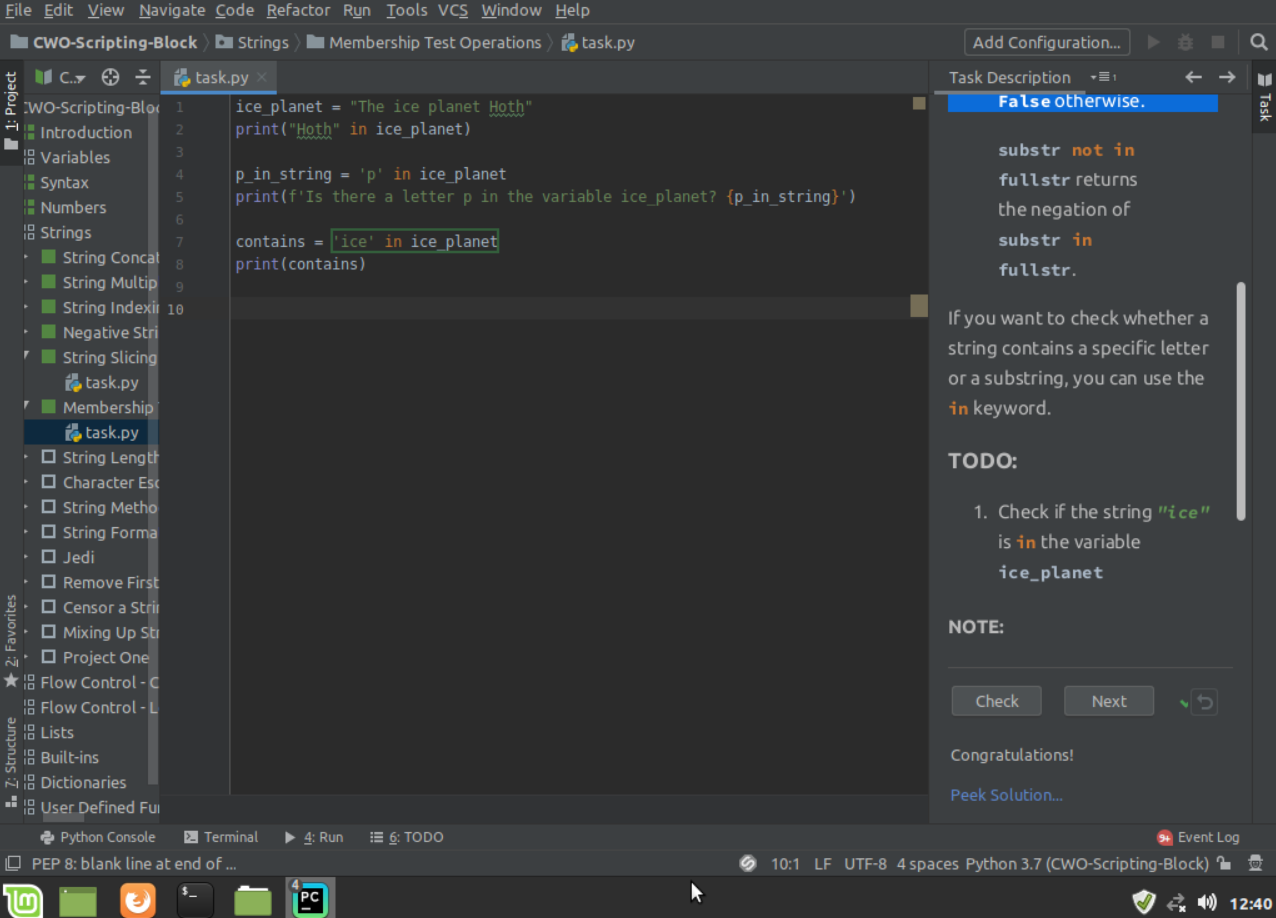 File Edit View Navigate Code Refactor Run Tools VCS Window Help
CWO-Scripting-Block Strings Membership Test Operations task.py Add Configuration...
1: Project
2: Favorites
7: Structure
C..
CWO-Scripting-Bloc
Introduction
Variables
Syntax
Numbers
Strings
String Concat
String Multip
String Indexin
Negative Stri
String Slicing
task.py
Membership
task.py
String Length
Character Esc
String Metho
String Forma
Jedi
Remove First
Censor a Strin
Mixing Up Str
Project One
Flow Control - C
Flow Control - L
Lists
Built-ins
Dictionaries
User Defined Fun
task.py
1 ice_planet = "The ice planet Hoth"
2 print("Hoth" in ice_planet)
3
4 p_in_string = 'p' in ice_planet
5 print(f'Is there a letter p in the variable ice_planet? {p_in_string}')
6
7 contains = 'ice' in ice_planet
8 print(contains)
9
10
Task Description 1
False otherwise.
substr not in
fullstr returns
the negation of
substr in
fullstr.
If you want to check whether a
string contains a specific letter
or a substring, you can use the
in keyword.
TODO:
1. Check if the string "ice"
is in the variable
ice_planet
NOTE:
Check Next
Congratulations!
Peek Solution...
Task
Python Console Terminal 4: Run 6: TODO 9+ Event Log
PEP 8: blank line at end of ... 10:1 LF UTF-8 4 spaces Python 3.7 (CWO-Scripting-Block)
$_ 4 PC 12:40